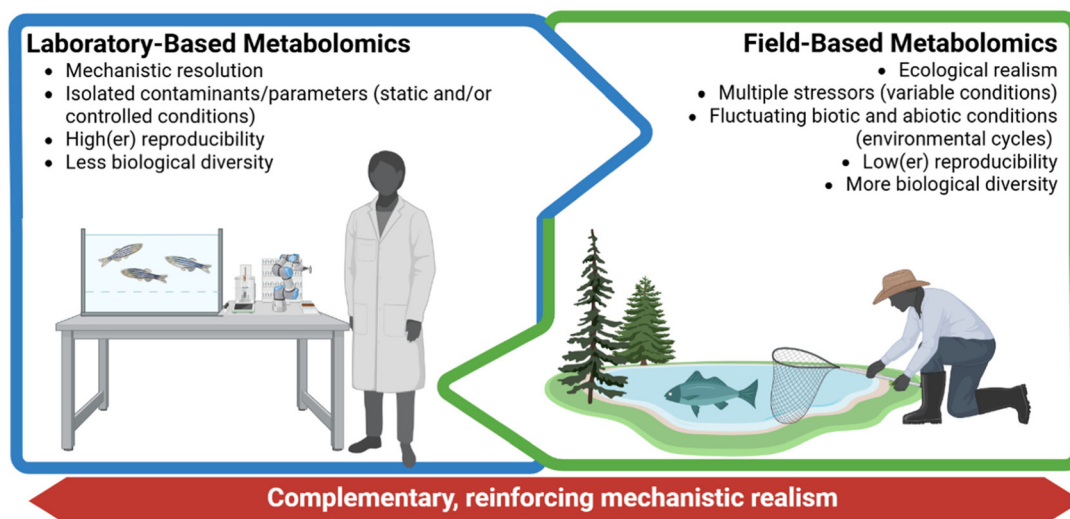 Laboratory-Based Metabolomics
• Mechanistic resolution
• Isolated contaminants/parameters (static and/or
controlled conditions)
• High(er) reproducibility
• Less biological diversity
Field-Based Metabolomics
• Ecological realism
• Multiple stressors (variable conditions)
• Fluctuating biotic and abiotic conditions
(environmental cycles)
• Low(er) reproducibility
• More biological diversity
Complementary, reinforcing mechanistic realism